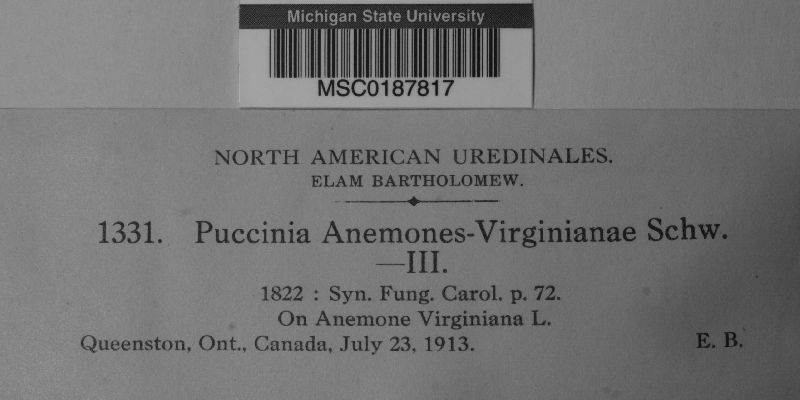 Michigan State University
MSC0187817
NORTH AMERICAN UREDINALES.
ELAM BARTHOLOMEW.
1331. Puccinia Anemones-Virginianae Schw.
—III.
1822 : Syn. Fung. Carol. p. 72.
On Anemone Virginiana L.
Queenston, Ont., Canada, July 23, 1913. E. B.